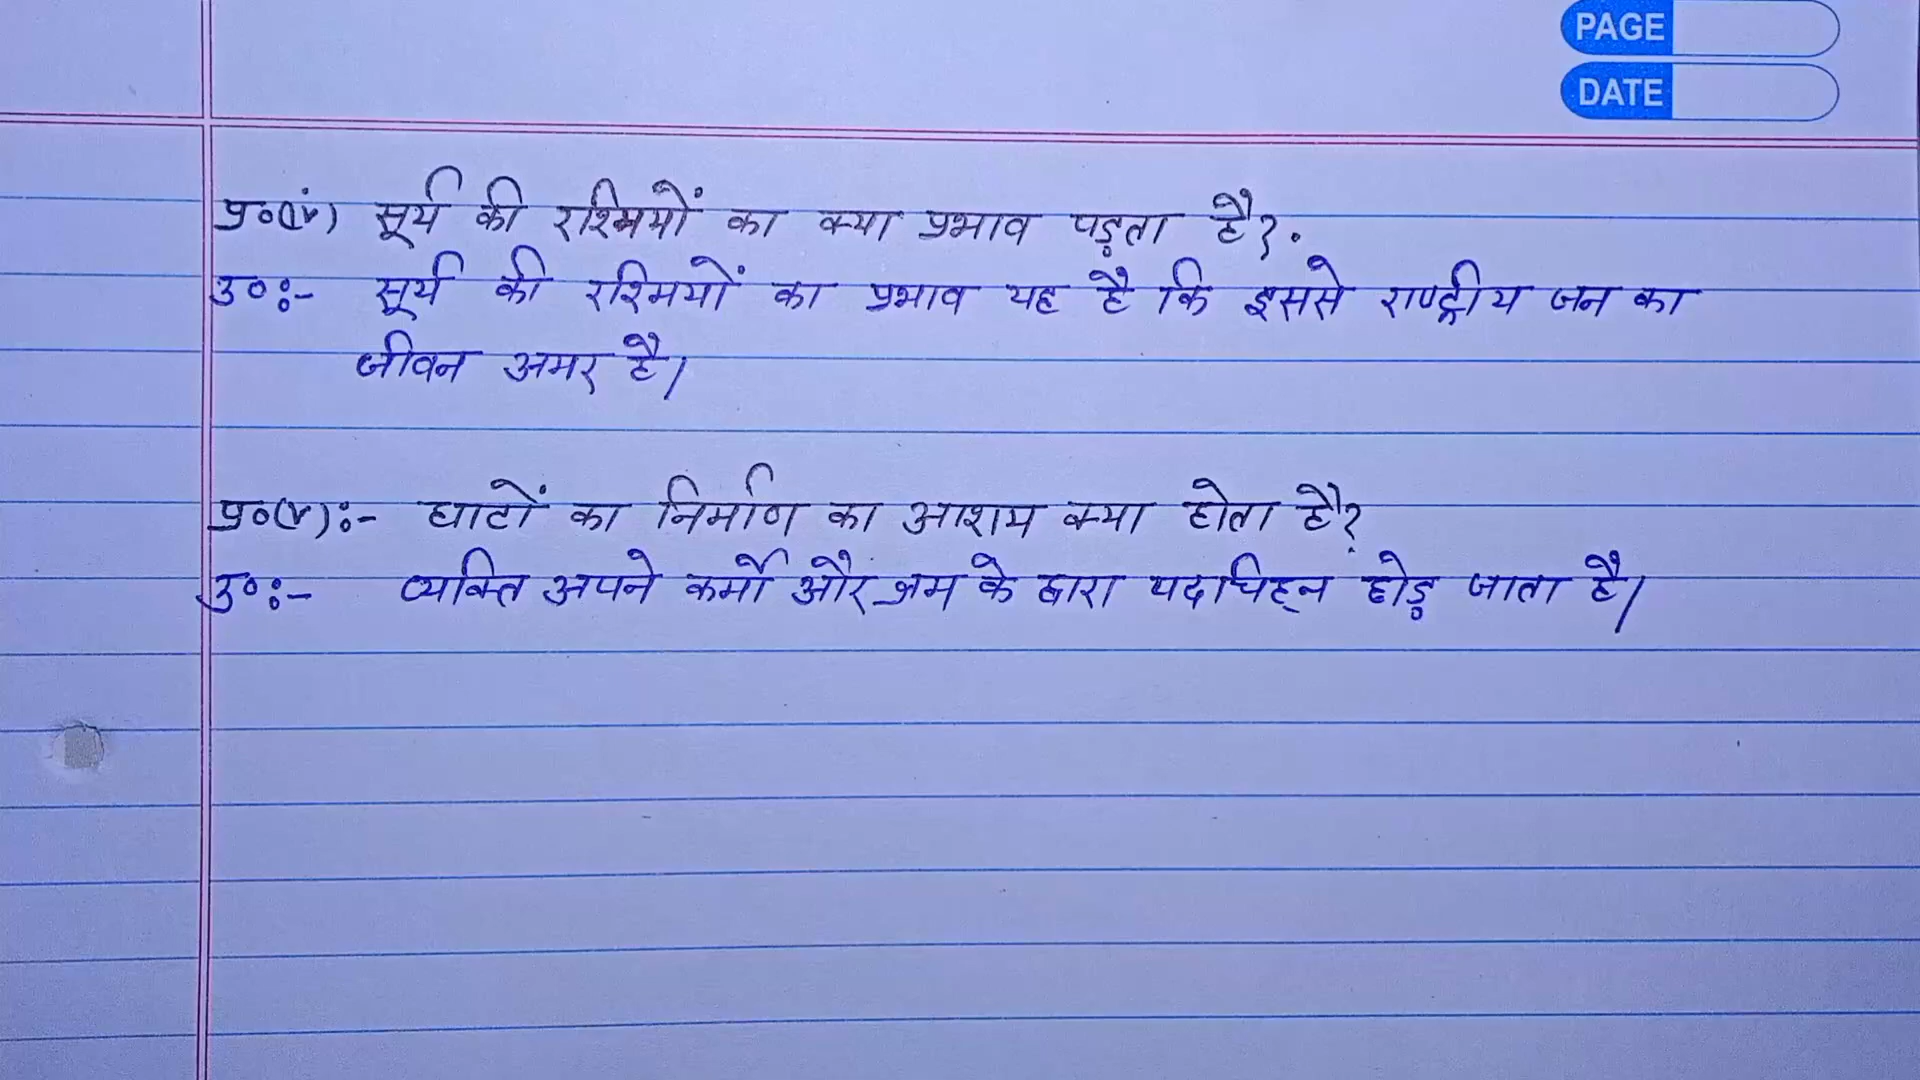 PAGE
DATE
प्र०(iv) सूर्य की रश्मियों का क्या प्रभाव पड़ता है?.
उ०:- सूर्य की रश्मियों का प्रभाव यह है कि इससे राष्ट्रीय जन का
जीवन अमर है।
प्र०(v):- घाटों का निर्माण का आशय क्या होता है?
उ०:- व्यक्ति अपने कर्मो और श्रम के द्वारा पदचिह्न छोड़ जाता है।